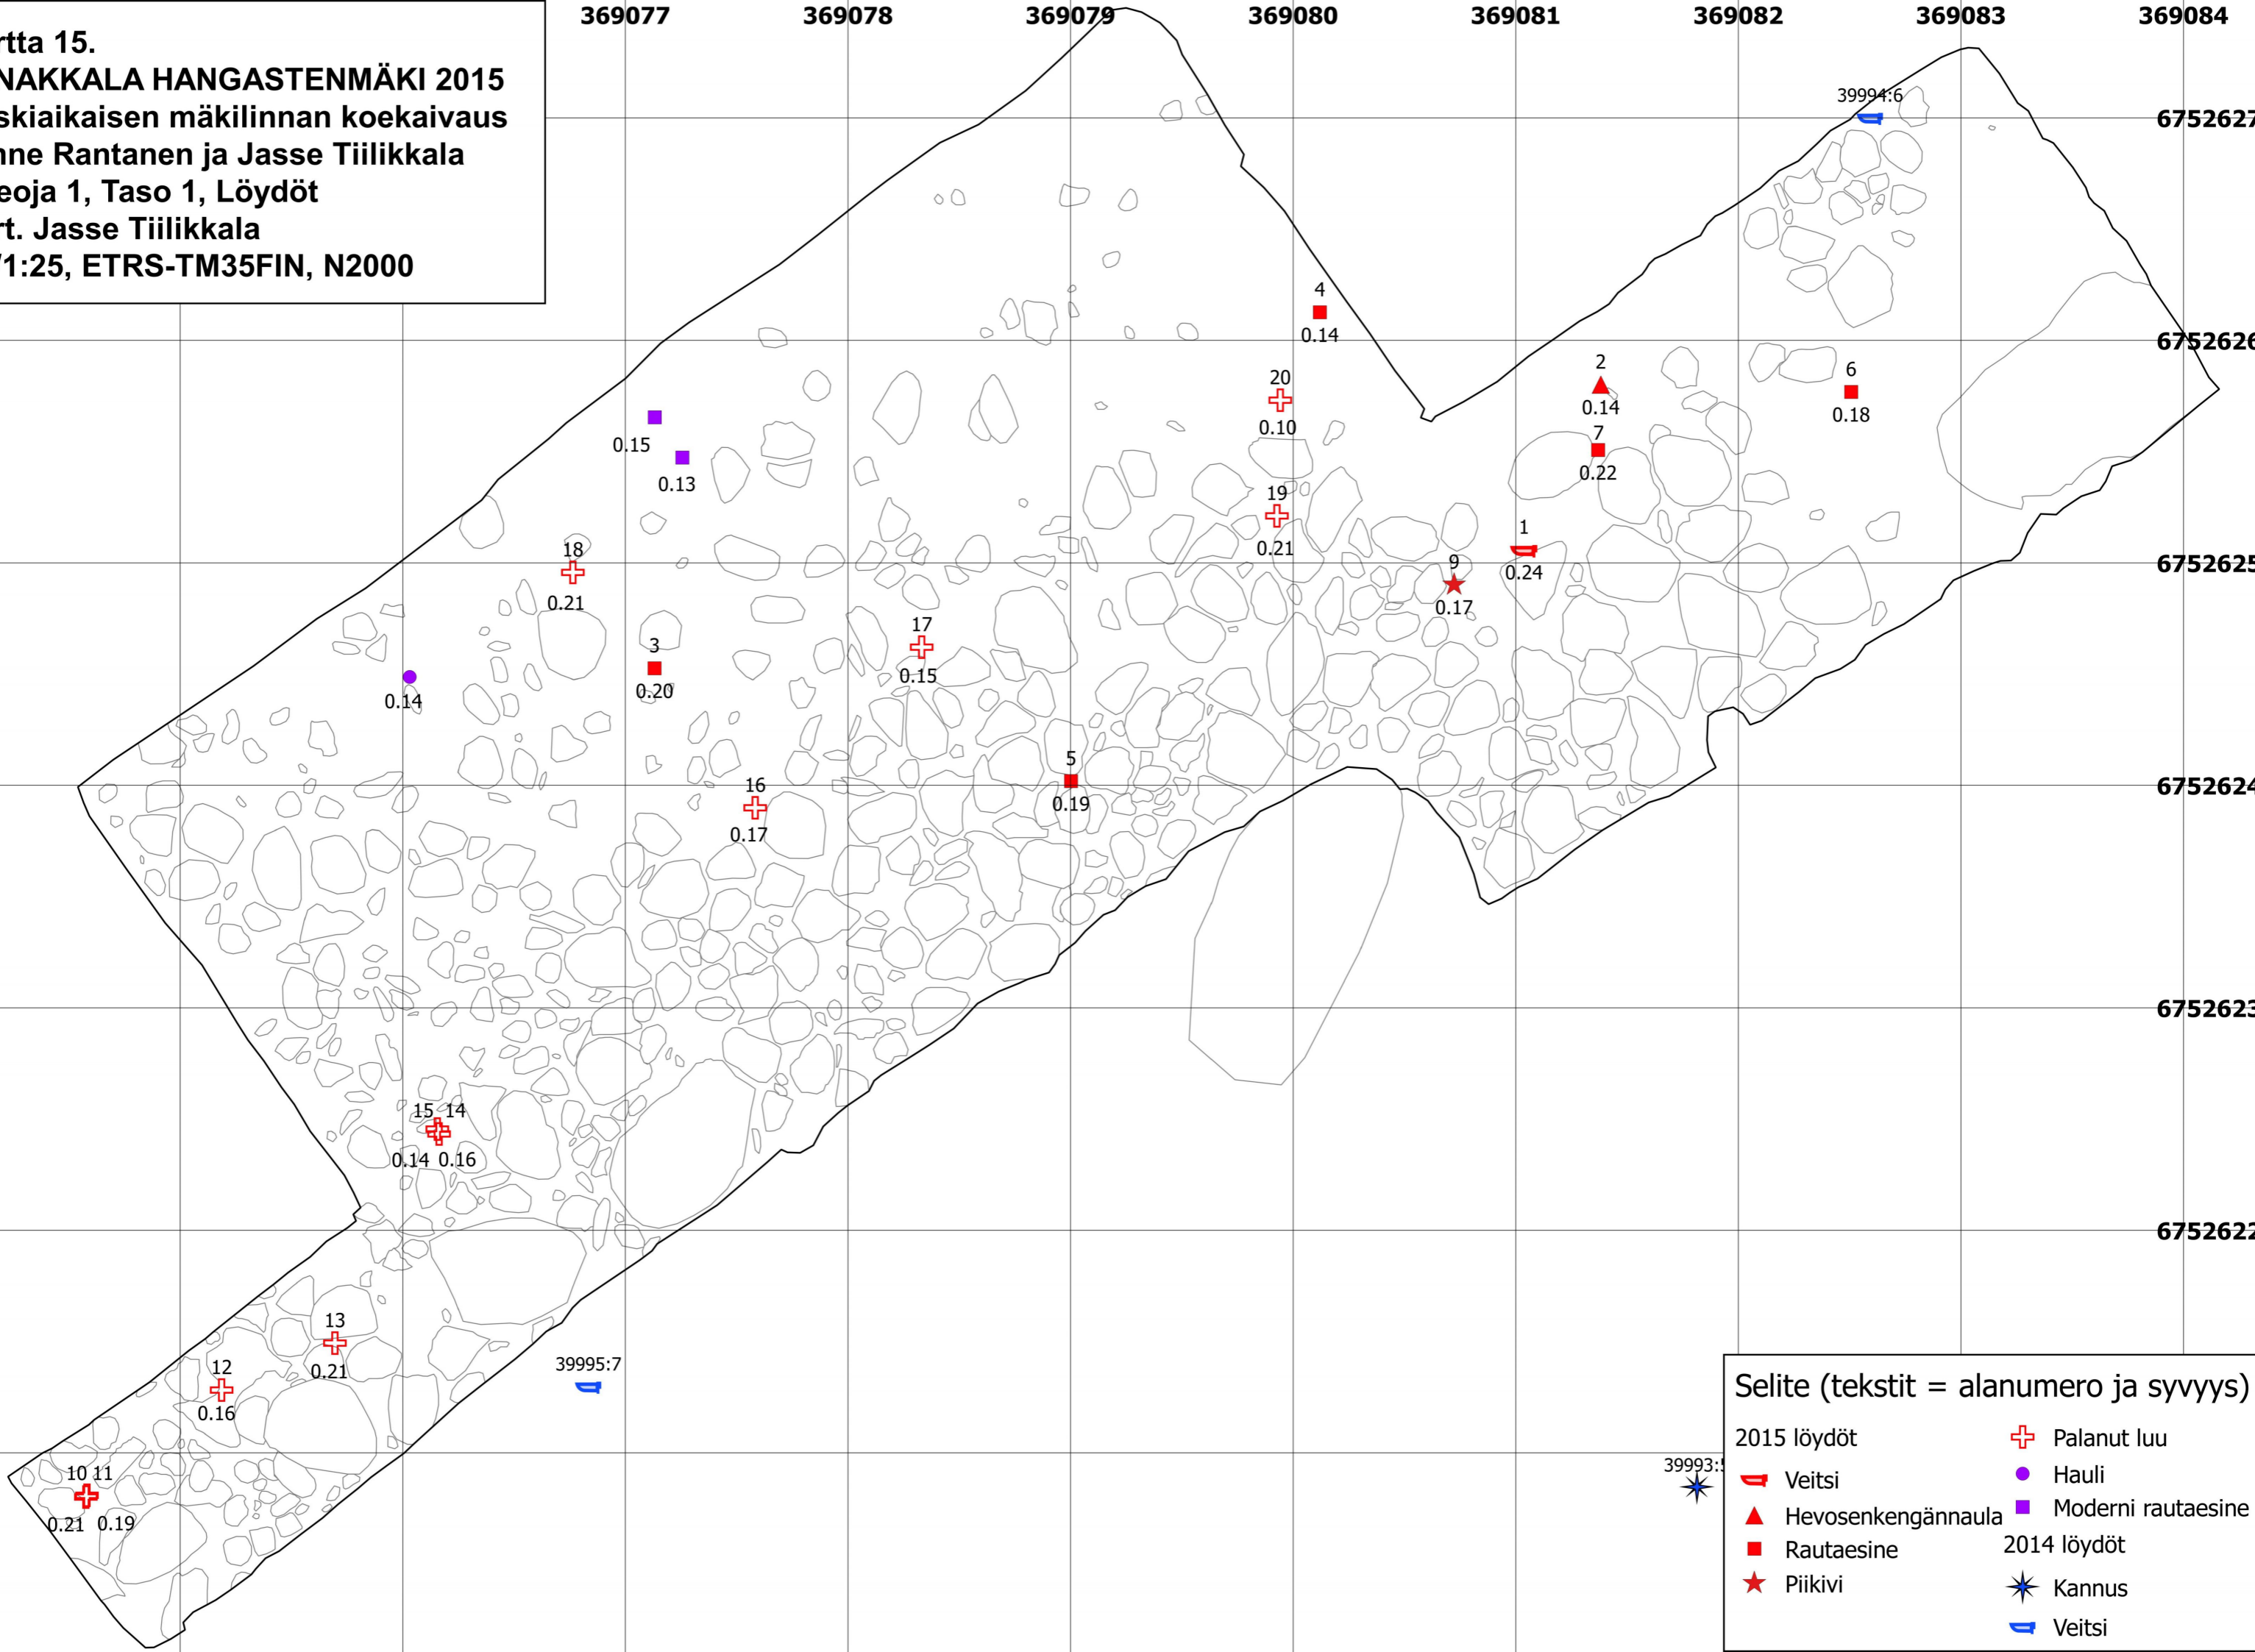 369077 369078 369079 369080 369081 369082 369083 369084
rtta 15.
NAKKALA HANGASTENMÄKI 2015
skiaikaisen mäkilinnan koekaivaus
nne Rantanen ja Jasse Tiilikkala
eoja 1, Taso 1, Löydöt
rt. Jasse Tiilikkala
/1:25, ETRS-TM35FIN, N2000
39994:6
6752627
4
0.14
6752626
2
0.14
6
0.18
20
0.10
0.15
0.13
7
0.22
19
0.21
1
0.24
18
0.21
6752625
9
0.17
17
0.15
3
0.20
0.14
5
0.19
6752624
16
0.17
6752623
15 14
0.14 0.16
6752622
13
0.21
12
0.16
39995:7
10 11
0.21 0.19
39993:5
Selite (tekstit = alanumero ja syvyys)
2015 löydöt
Veitsi
Hevosenkengännaula
Rautaesine
Piikivi
Palanut luu
Hauli
Moderni rautaesine
2014 löydöt
Kannus
Veitsi